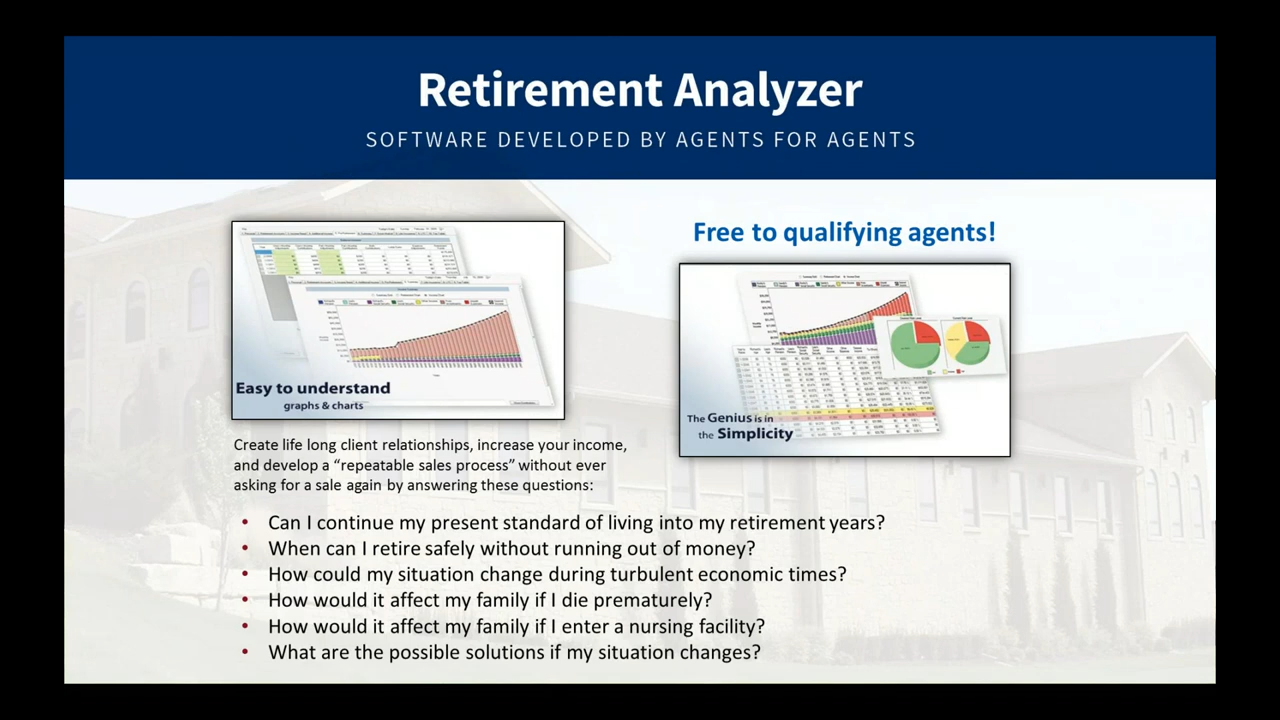 Retirement Analyzer
SOFTWARE DEVELOPED BY AGENTS FOR AGENTS
Easy to understand
graphs & charts
Free to qualifying agents!
The Genius is in
the Simplicity
Create life long client relationships, increase your income,
and develop a “repeatable sales process” without ever
asking for a sale again by answering these questions:
• Can I continue my present standard of living into my retirement years?
• When can I retire safely without running out of money?
• How could my situation change during turbulent economic times?
• How would it affect my family if I die prematurely?
• How would it affect my family if I enter a nursing facility?
• What are the possible solutions if my situation changes?